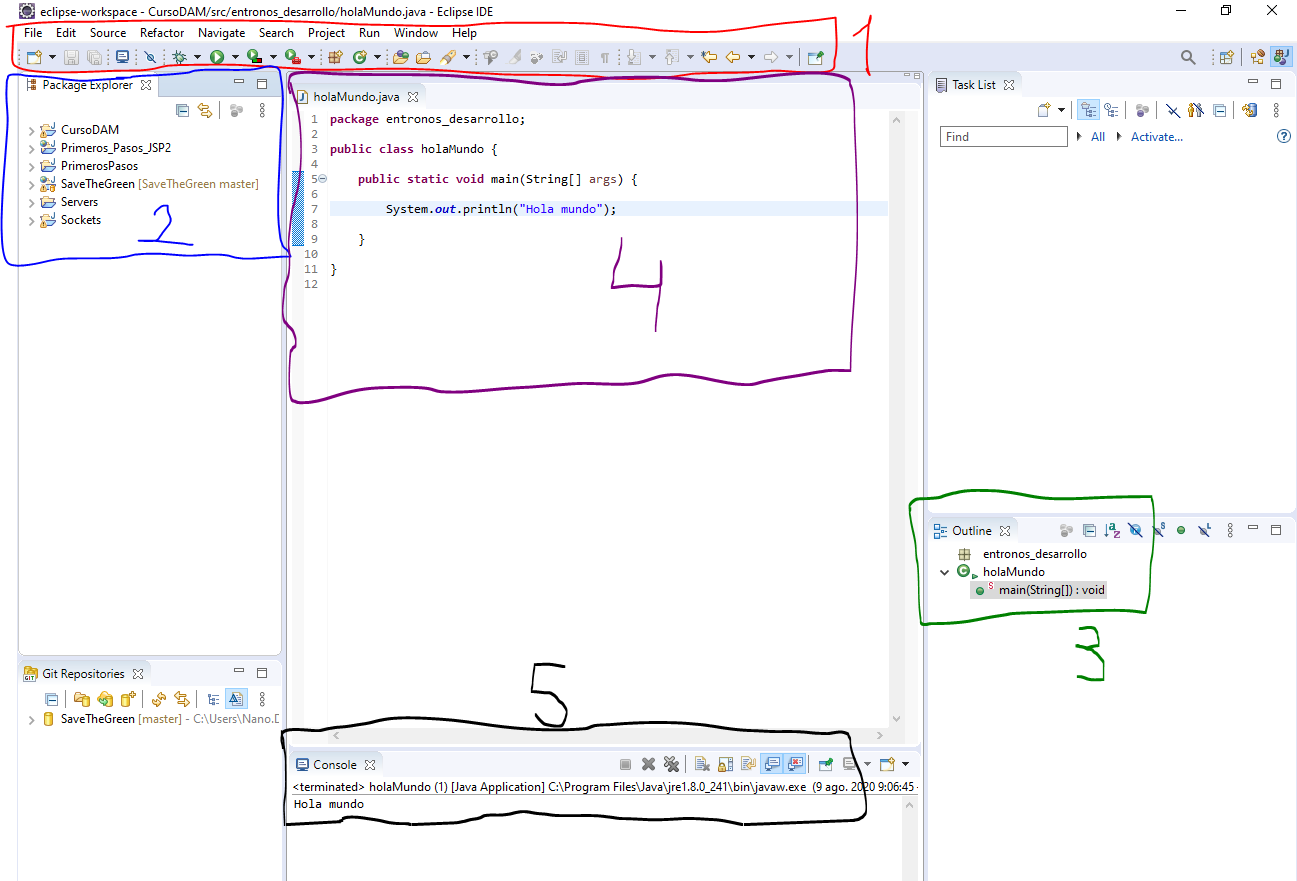 eclipse-workspace - CursoDAM/src/entronos_desarrollo/holaMundo.java - Eclipse IDE
File Edit Source Refactor Navigate Search Project Run Window Help
1
Package Explorer
CursoDAM
Primeros_Pasos_JSP2
PrimerosPasos
SaveTheGreen [SaveTheGreen master]
Servers
Sockets
2
holaMundo.java
1 package entronos_desarrollo;
2
3 public class holaMundo {
4
5 public static void main(String[] args) {
6
7 System.out.println("Hola mundo");
8
9 }
10
11 }
12
4
Task List
Find All Activate...
Outline
entronos_desarrollo
holaMundo
main(String[]) : void
3
Git Repositories
SaveTheGreen [master] - C:\Users\Nano.D
5
Console
<terminated> holaMundo (1) [Java Application] C:\Program Files\Java\jre1.8.0_241\bin\javaw.exe (9 ago. 2020 9:06:45
Hola mundo